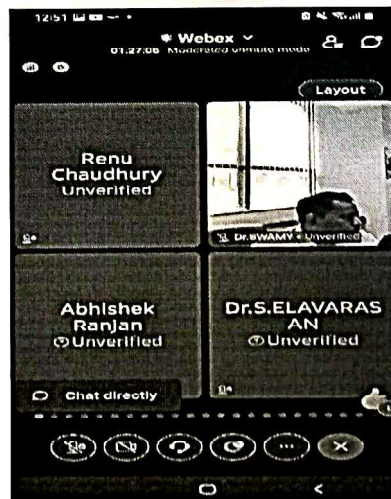 12:51
Webex
01:27:06 Moderated unmute mode
Layout
Renu
Chaudhury
Unverified
Dr.SWAMY • Unverified
Abhishek
Ranjan
Unverified
Dr.S.ELAVARAS
AN
Unverified
Chat directly